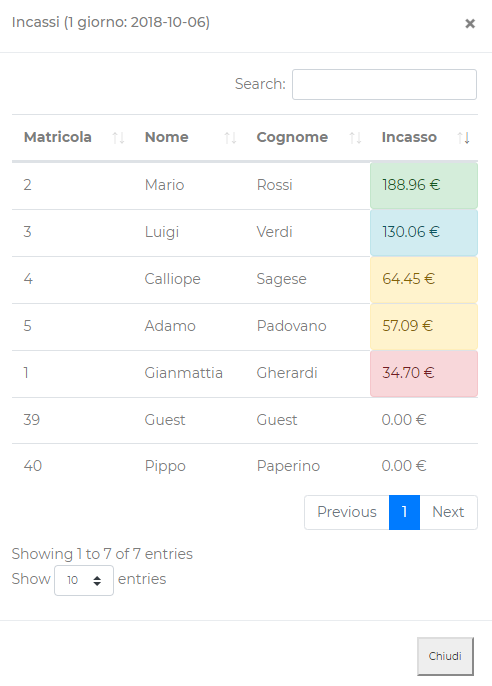 Incassi (1 giorno: 2018-10-06) ×
Search:
Matricola Nome Cognome Incasso
2 Mario Rossi 188.96 €
3 Luigi Verdi 130.06 €
4 Calliope Sagese 64.45 €
5 Adamo Padovano 57.09 €
1 Gianmattia Gherardi 34.70 €
39 Guest Guest 0.00 €
40 Pippo Paperino 0.00 €
Previous 1 Next
Showing 1 to 7 of 7 entries
Show 10 entries
Chiudi